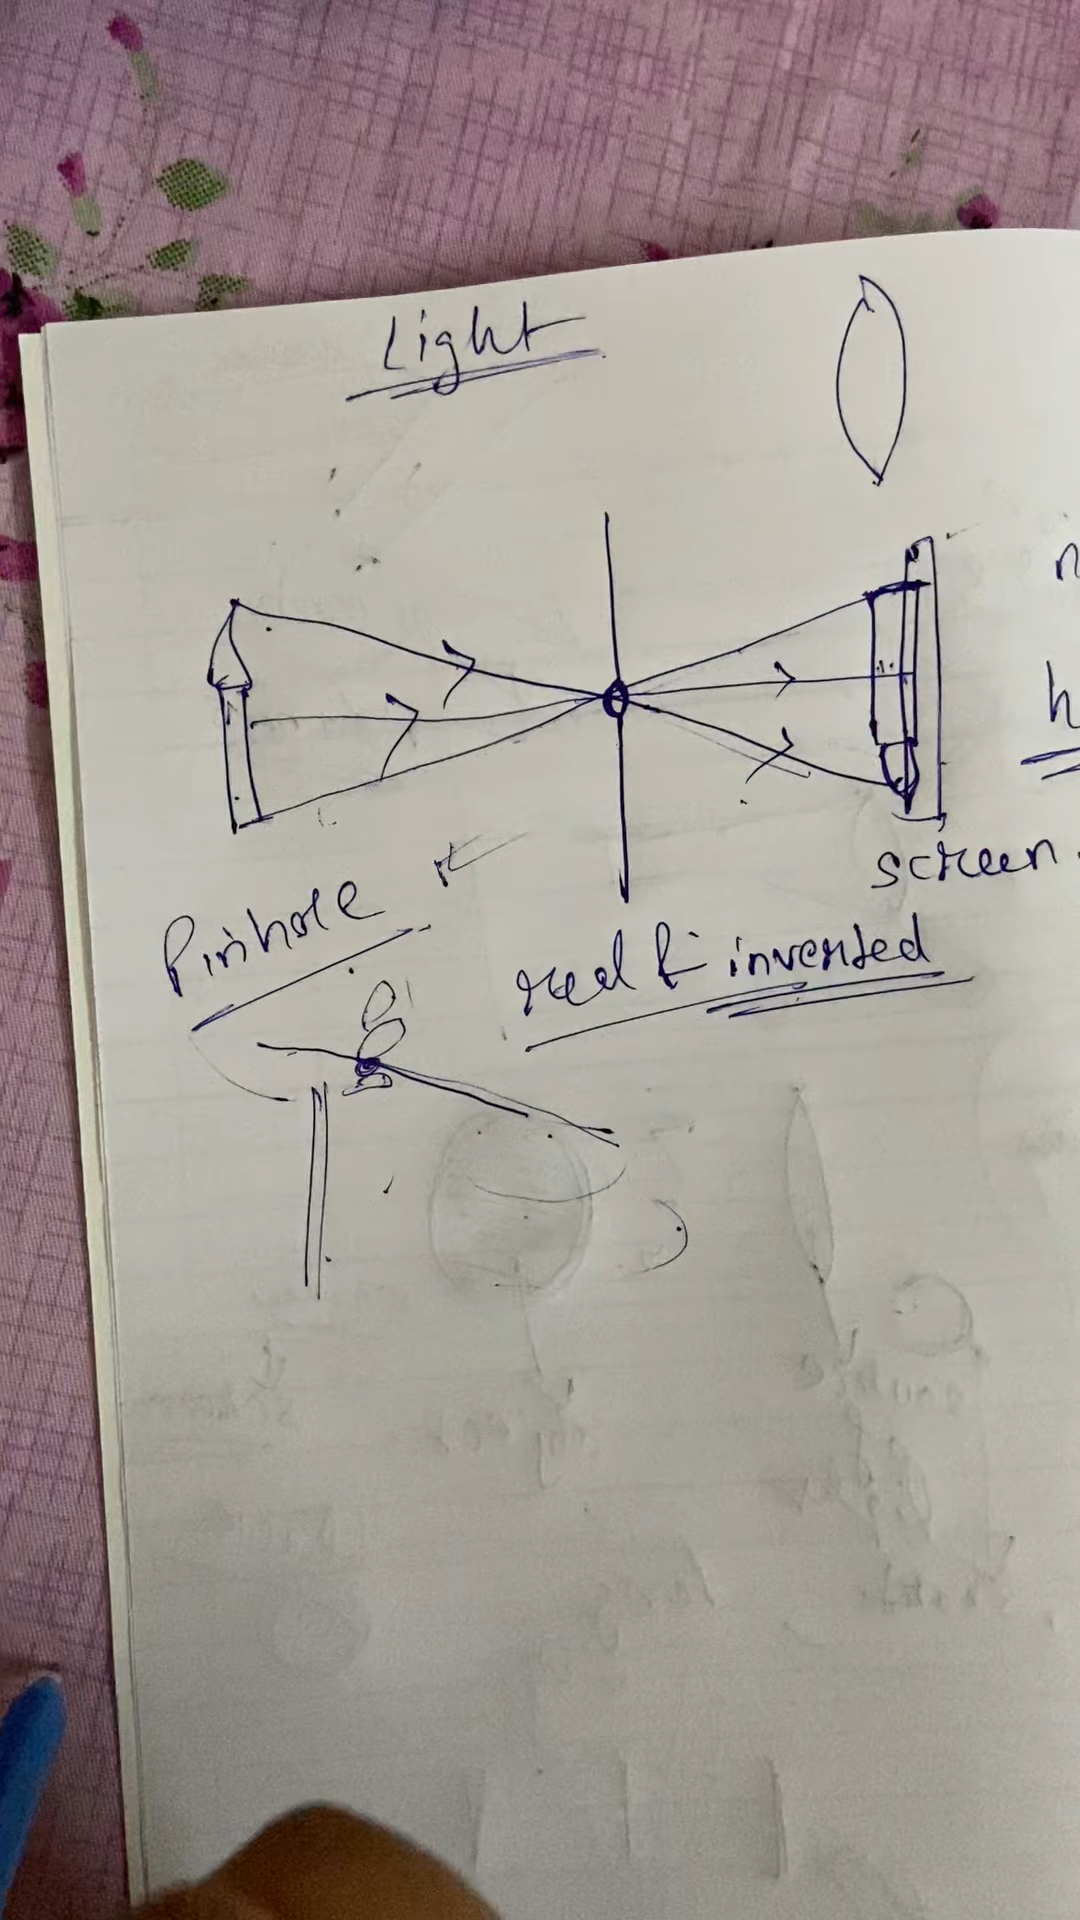 Light
n
h
screen.
Pinhole
real & inverted